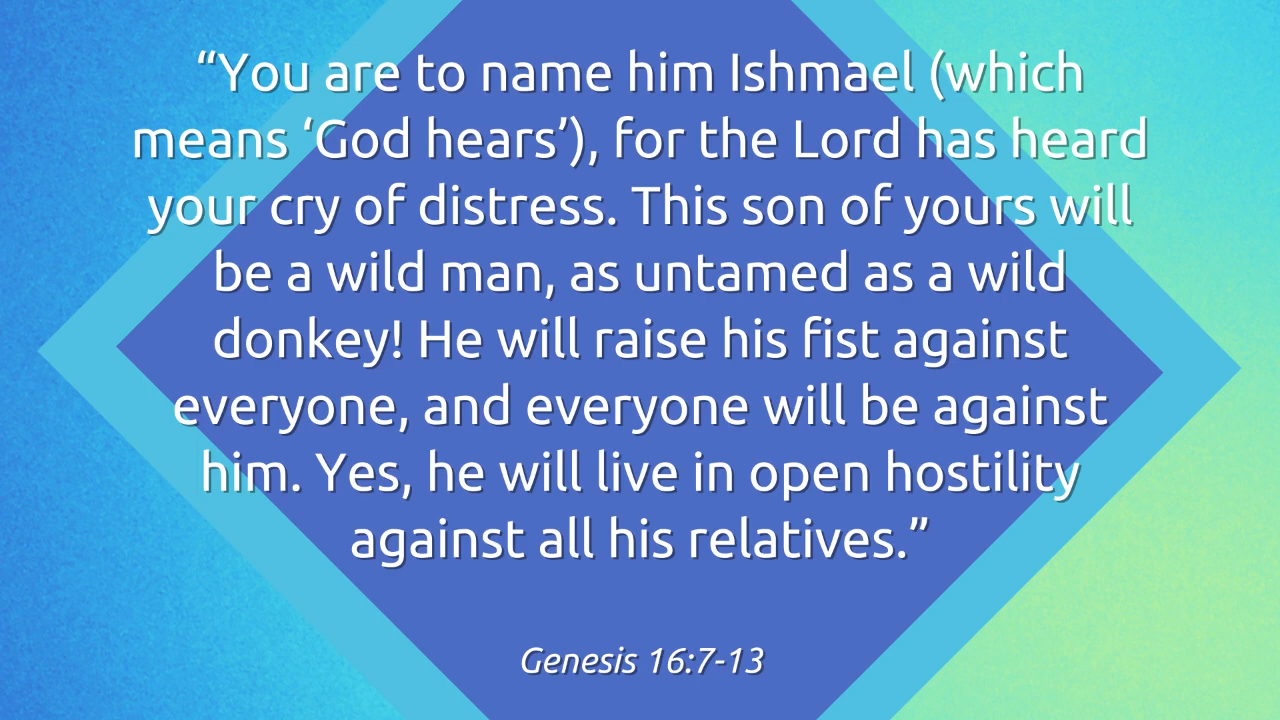 “You are to name him Ishmael (which
means ‘God hears’), for the Lord has heard
your cry of distress. This son of yours will
be a wild man, as untamed as a wild
donkey! He will raise his fist against
everyone, and everyone will be against
him. Yes, he will live in open hostility
against all his relatives.”
Genesis 16:7-13